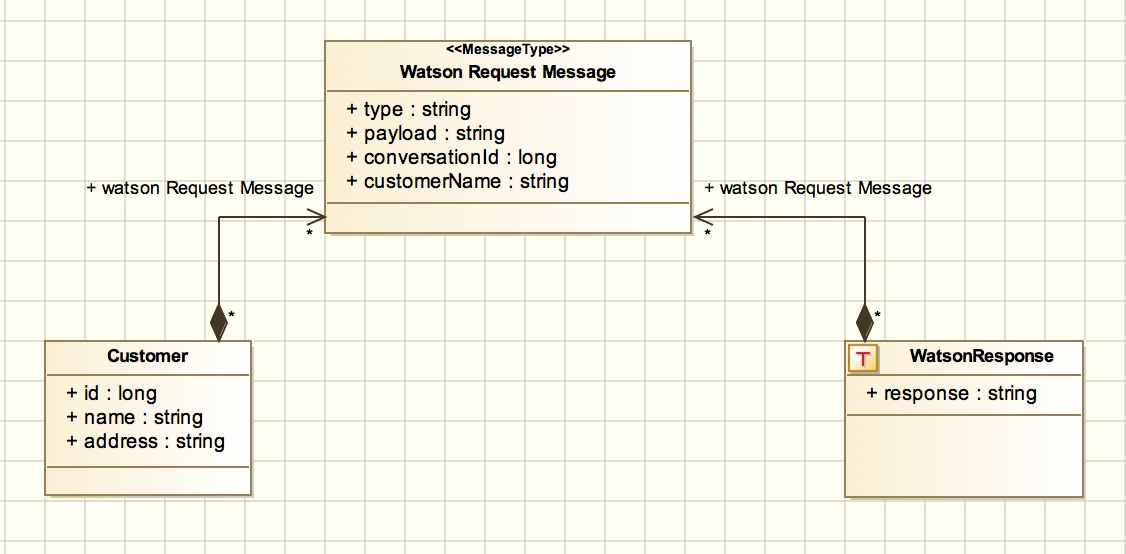 <<MessageType>>
Watson Request Message
+ type : string
+ payload : string
+ conversationId : long
+ customerName : string
+ watson Request Message
*
+ watson Request Message
*
*
Customer
+ id : long
+ name : string
+ address : string
*
T
WatsonResponse
+ response : string